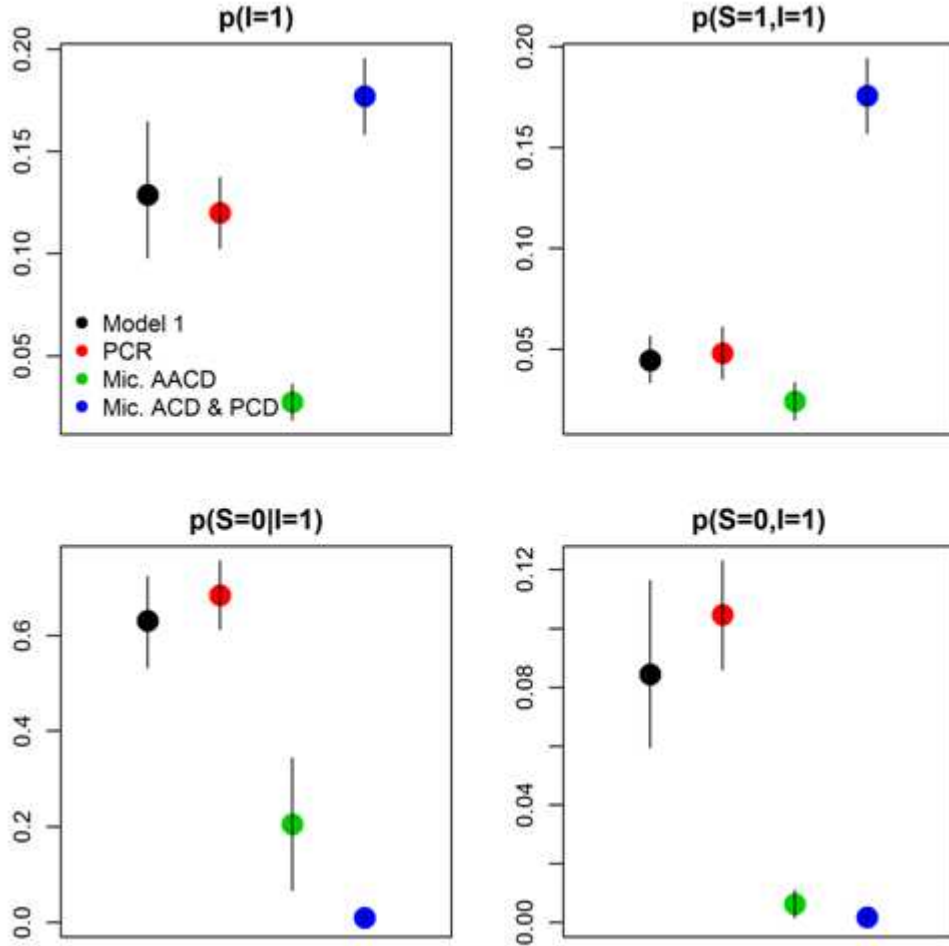 p(I=1)
0.20
0.15
0.10
0.05
Model 1
PCR
Mic. AACD
Mic. ACD & PCD
p(S=1,I=1)
0.20
0.15
0.10
0.05
p(S=0|I=1)
0.6
0.4
0.2
0.0
p(S=0,I=1)
0.12
0.08
0.04
0.00